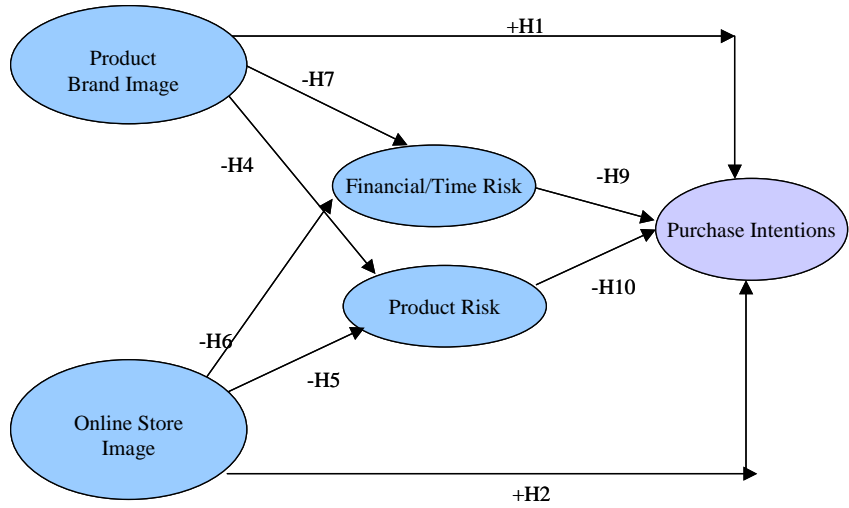 +H1
Product
Brand Image
-H7
-H4
Financial/Time Risk
-H9
Purchase Intentions
-H10
Product Risk
-H6
-H5
Online Store
Image
+H2